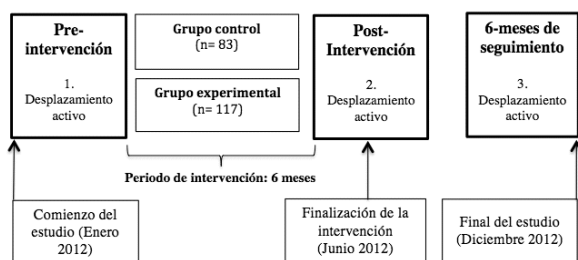 Pre-
intervención
1.
Desplazamiento
activo
Grupo control
(n= 83)
Grupo experimental
(n= 117)
Post-
Intervención
2.
Desplazamiento
activo
6-meses de
seguimiento
3.
Desplazamiento
activo
Periodo de intervención: 6 meses
Comienzo del
estudio (Enero
2012)
Finalización de la
intervención
(Junio 2012)
Final del estudio
(Diciembre 2012)